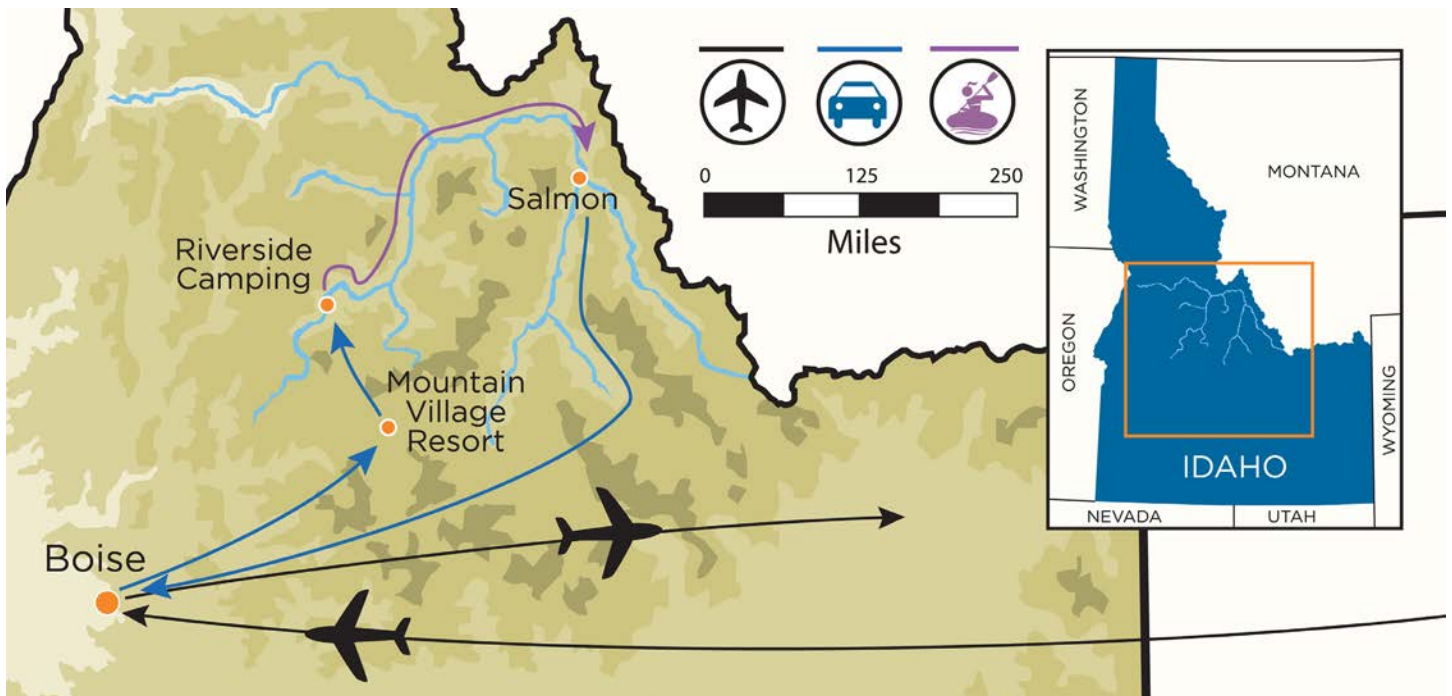 0 125 250
Miles
Salmon
Riverside
Camping
Mountain
Village
Resort
Boise
WASHINGTON
MONTANA
OREGON
IDAHO
WYOMING
NEVADA
UTAH